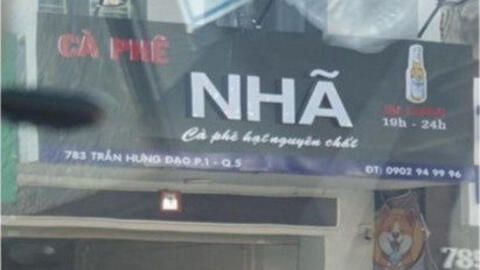 CÀ PHÊ
NHÃ
Cà phê hạt nguyên chất
19h - 24h
783 TRẦN HƯNG ĐẠO P.1 - Q.5
ĐT: 0902 94 99 96